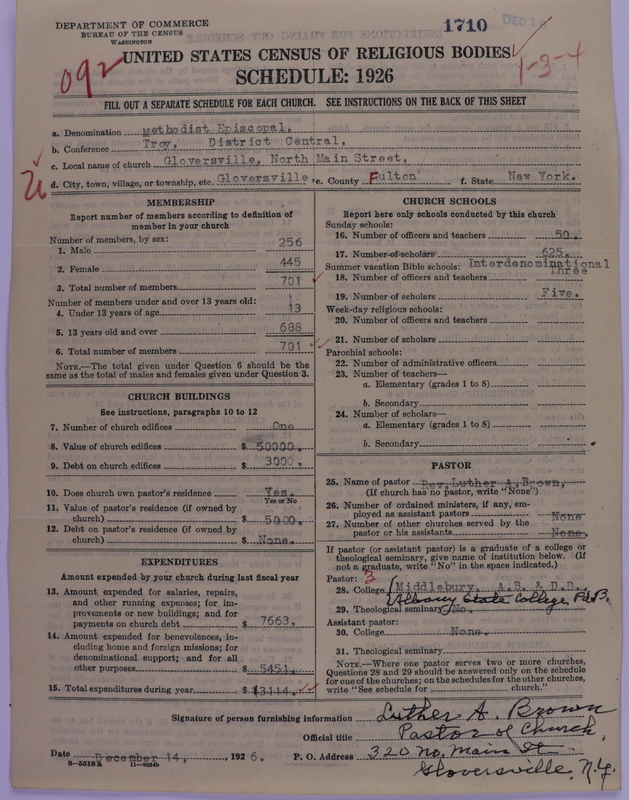 DEPARTMENT OF COMMERCE
BUREAU OF THE CENSUS
WASHINGTON
1710
DEC
UNITED STATES CENSUS OF RELIGIOUS BODIES
SCHEDULE: 1926
092
1-3-4
FILL OUT A SEPARATE SCHEDULE FOR EACH CHURCH. SEE INSTRUCTIONS ON THE BACK OF THIS SHEET
a. Denomination Methodist Episcopal,
b. Conference Troy, District Central,
c. Local name of church Gloversville, North Main Street,
d. City, town, village, or township, etc. Gloversville, e. County Fulton f. State New York.
MEMBERSHIP
Report number of members according to definition of
member in your church
Number of members, by sex:
1. Male 256
2. Female 445
3. Total number of members 701
Number of members under and over 13 years old:
4. Under 13 years of age 13
5. 13 years old and over 688
6. Total number of members 701
NOTE.—The total given under Question 6 should be
same as the total of males and females given under Question 3.
CHURCH BUILDINGS
See instructions, paragraphs 10 to 12
7. Number of church edifices One
8. Value of church edifices $ 50000.
9. Debt on church edifices $ 3000.
10. Does church own pastor's residence Yes.
Yes or No
11. Value of pastor's residence (if owned by
church) $ 5000.
12. Debt on pastor's residence (if owned by
church) $ None.
EXPENDITURES
Amount expended by your church during last fiscal year
13. Amount expended for salaries, repairs,
and other running expenses; for im-
provements or new buildings; and for
payments on church debt $ 7663.
14. Amount expended for benevolences, in-
cluding home and foreign missions; for
denominational support; and for all
other purposes $ 5451.
15. Total expenditures during year $ 13114.
CHURCH SCHOOLS
Report here only schools conducted by this church
Sunday schools:
16. Number of officers and teachers 50.
17. Number of scholars 625.
Summer vacation Bible schools: Interdenominational
18. Number of officers and teachers Three
19. Number of scholars Five.
Week-day religious schools:
20. Number of officers and teachers
21. Number of scholars
Parochial schools:
22. Number of administrative officers
23. Number of teachers—
a. Elementary (grades 1 to 8)
b. Secondary
24. Number of scholars—
a. Elementary (grades 1 to 8)
b. Secondary
PASTOR
25. Name of pastor Rev. Luther A. Brown,
(If church has no pastor, write "None")
26. Number of ordained ministers, if any, em-
ployed as assistant pastors None
27. Number of other churches served by the
pastor or his assistants None.
If pastor (or assistant pastor) is a graduate of a college or
theological seminary, give name of institution below. (If
not a graduate, write "No" in the space indicated.)
Pastor: 3
28. College Middlebury, A.B. & D.D.
Albany State College Pd.B.
29. Theological seminary No.
Assistant pastor:
30. College None.
31. Theological seminary
NOTE.—Where one pastor serves two or more churches,
Questions 28 and 29 should be answered only on the schedule
for one of the churches; on the schedules for the other churches,
write "See schedule for church."
Signature of person furnishing information Luther A. Brown
Official title Pastor of Church,
Date December 14, 1926. P. O. Address 320 No. Main St
Gloversville, N.Y.
8—5518 A